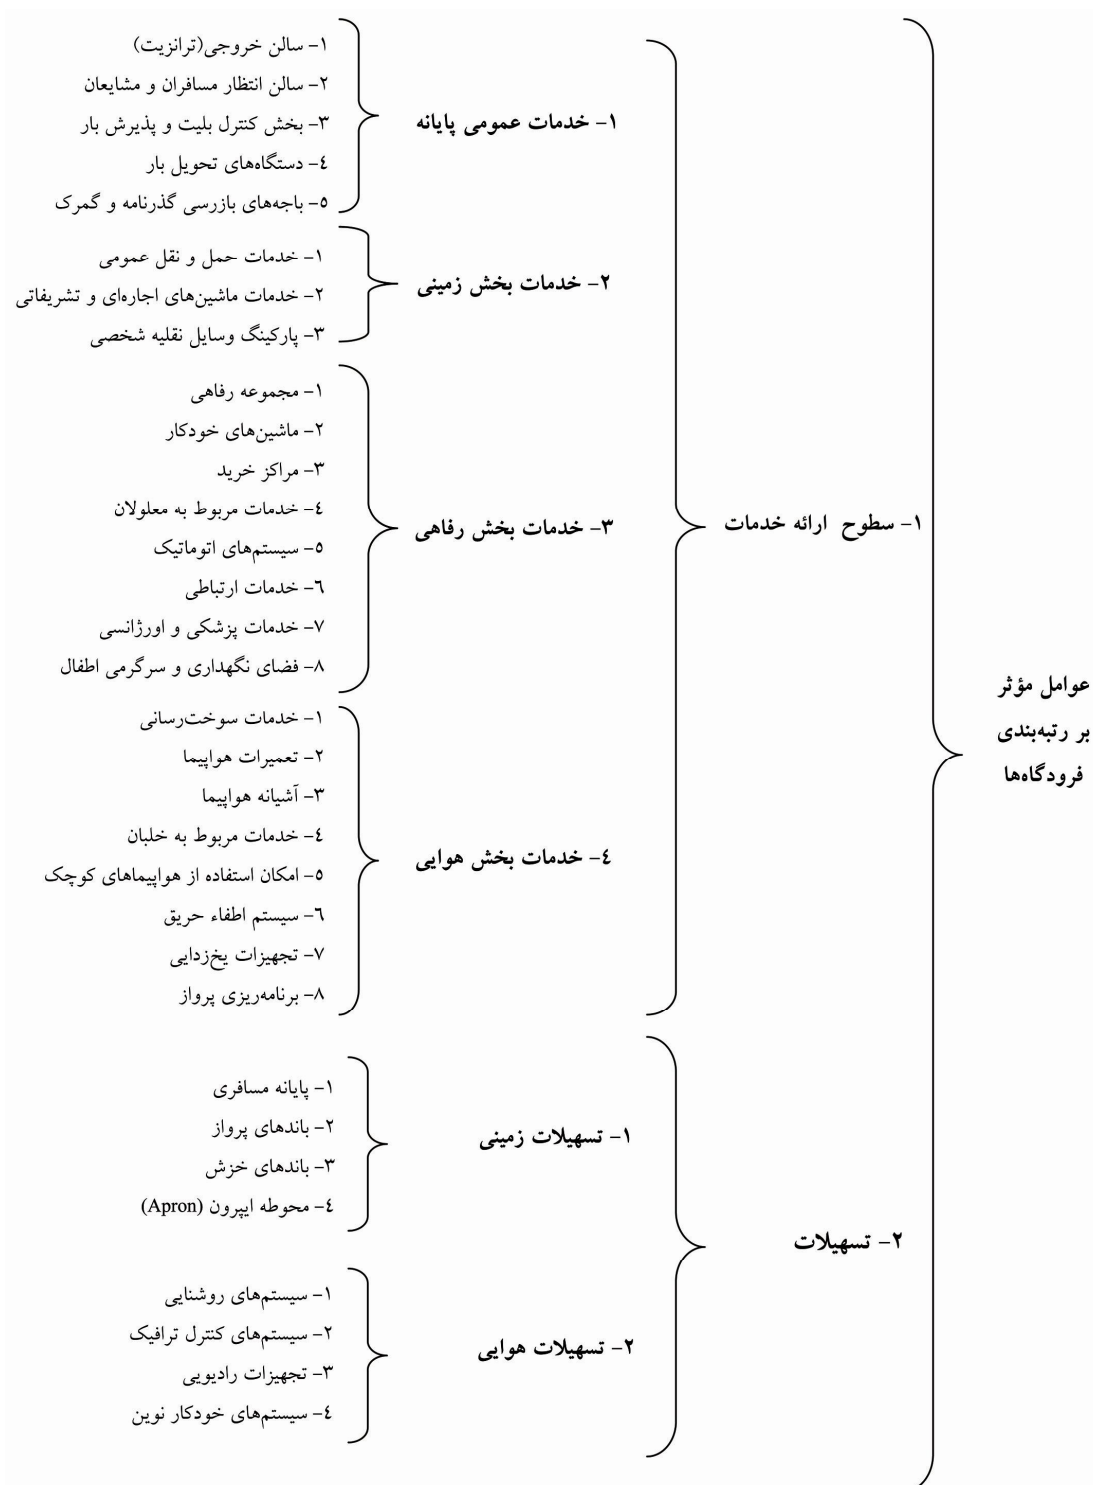 عوامل مؤثر
بر رتبه‌بندی
فرودگاه‌ها
۱- سطوح ارائه خدمات
۱- خدمات عمومی پایانه
۱- سالن خروجی(ترانزیت)
۲- سالن انتظار مسافران و مشایعان
۳- بخش کنترل بلیت و پذیرش بار
٤- دستگاه‌های تحویل بار
٥- باجه‌های بازرسی گذرنامه و گمرک
۲- خدمات بخش زمینی
۱- خدمات حمل و نقل عمومی
۲- خدمات ماشین‌های اجاره‌ای و تشریفاتی
۳- پارکینگ وسایل نقلیه شخصی
۳- خدمات بخش رفاهی
۱- مجموعه رفاهی
۲- ماشین‌های خودکار
۳- مراکز خرید
٤- خدمات مربوط به معلولان
٥- سیستم‌های اتوماتیک
٦- خدمات ارتباطی
۷- خدمات پزشکی و اورژانسی
۸- فضای نگهداری و سرگرمی اطفال
٤- خدمات بخش هوایی
۱- خدمات سوخت‌رسانی
۲- تعمیرات هواپیما
۳- آشیانه هواپیما
٤- خدمات مربوط به خلبان
٥- امکان استفاده از هواپیماهای کوچک
٦- سیستم اطفاء حریق
۷- تجهیزات یخ‌زدایی
۸- برنامه‌ریزی پرواز
۲- تسهیلات
۱- تسهیلات زمینی
۱- پایانه مسافری
۲- باندهای پرواز
۳- باندهای خزش
٤- محوطه ایپرون (Apron)
۲- تسهیلات هوایی
۱- سیستم‌های روشنایی
۲- سیستم‌های کنترل ترافیک
۳- تجهیزات رادیویی
٤- سیستم‌های خودکار نوین